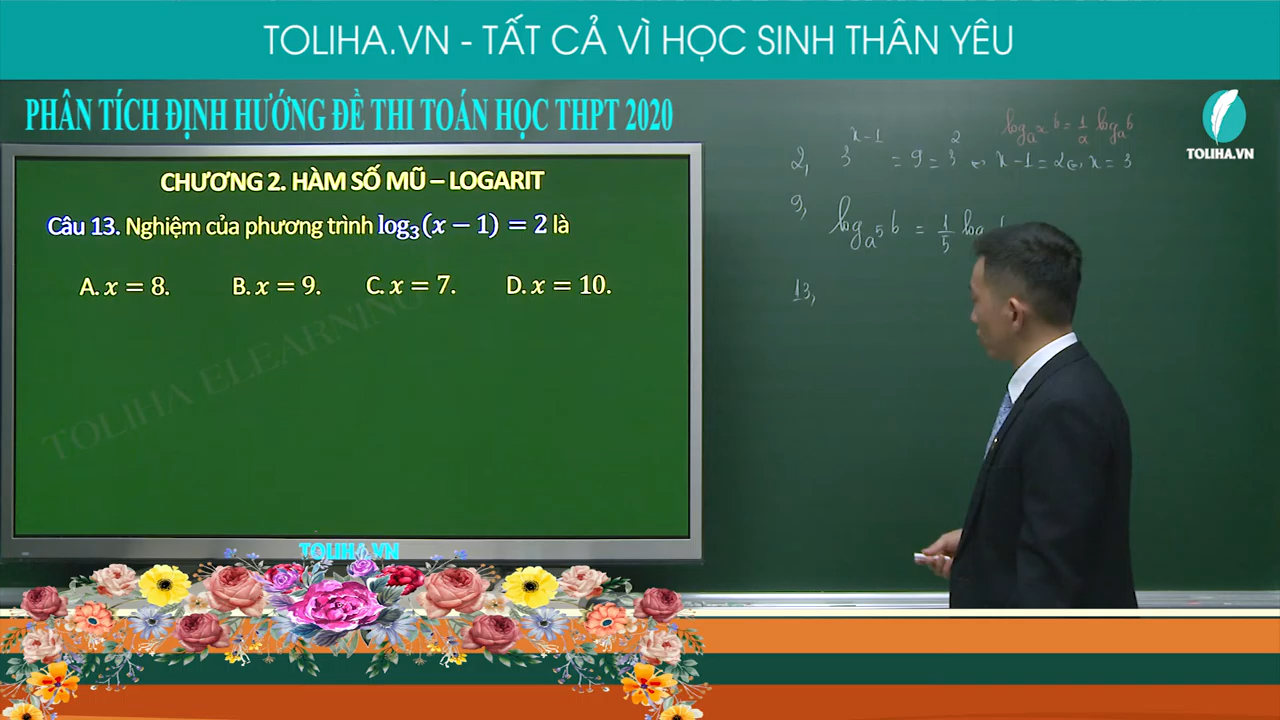 TOLIHA.VN - TẤT CẢ VÌ HỌC SINH THÂN YÊU
PHÂN TÍCH ĐỊNH HƯỚNG ĐỀ THI TOÁN HỌC THPT 2020
TOLIHA.VN
CHƯƠNG 2. HÀM SỐ MŨ – LOGARIT
Câu 13. Nghiệm của phương trình log₃(x − 1) = 2 là
A. x = 8. B. x = 9. C. x = 7. D. x = 10.
TOLIHA ELEARNING
TOLIHA.VN
log_{a^α} b = 1/α log_a b
2, 3^{x-1} = 9 = 3^2 ⇔ x - 1 = 2 ⇔ x = 3
9, log_{a^5} b = 1/5 log
13,